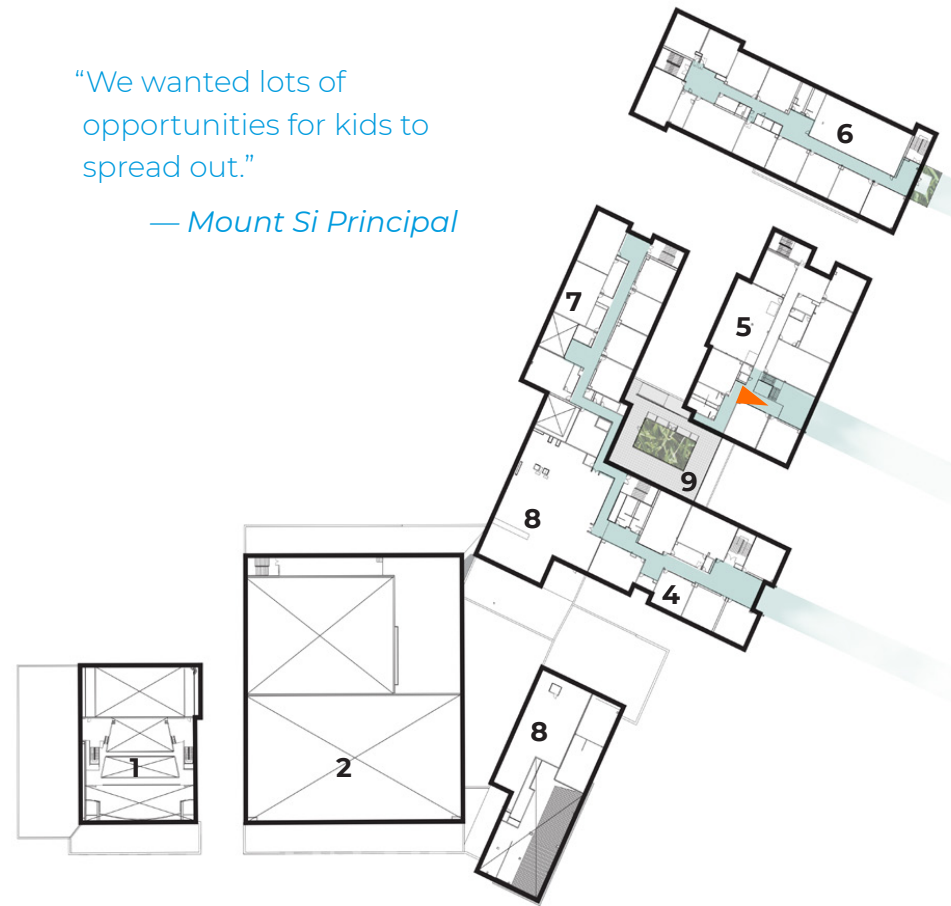 “We wanted lots of
opportunities for kids to
spread out.”
— Mount Si Principal
6
7
5
9
8
4
8
1
2